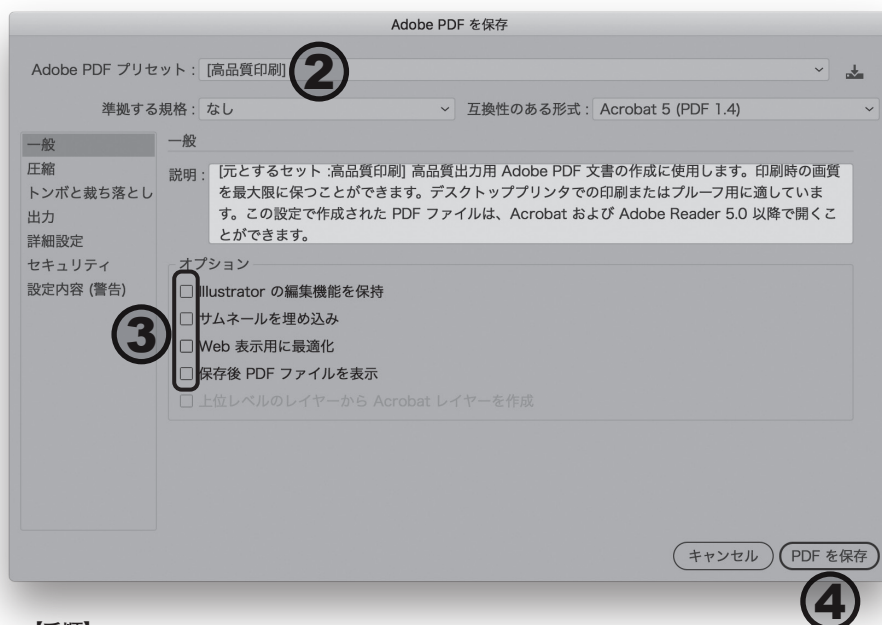 Adobe PDF を保存
Adobe PDF プリセット : [高品質印刷]
②
準拠する規格 : なし
互換性のある形式 : Acrobat 5 (PDF 1.4)
一般
圧縮
トンボと裁ち落とし
出力
詳細設定
セキュリティ
設定内容 (警告)
一般
説明 :
[元とするセット :高品質印刷] 高品質出力用 Adobe PDF 文書の作成に使用します。印刷時の画質
を最大限に保つことができます。デスクトッププリンタでの印刷またはプルーフ用に適していま
す。この設定で作成された PDF ファイルは、Acrobat および Adobe Reader 5.0 以降で開くこ
とができます。
オプション
③
Illustrator の編集機能を保持
サムネールを埋め込み
Web 表示用に最適化
保存後 PDF ファイルを表示
上位レベルのレイヤーから Acrobat レイヤーを作成
キャンセル
PDF を保存
④